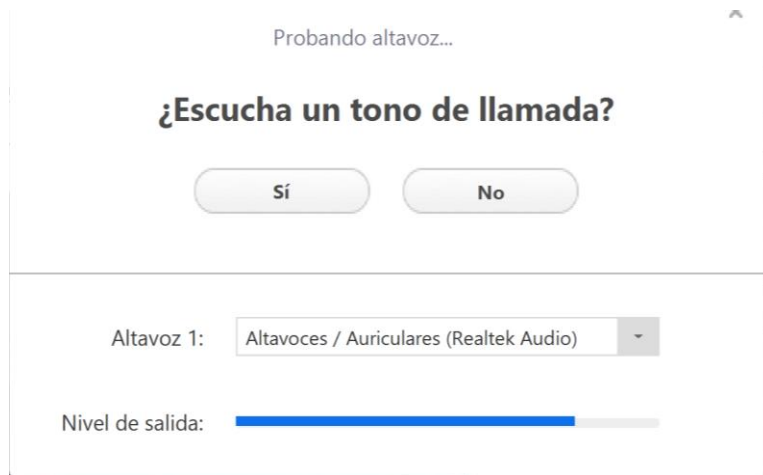 Probando altavoz...
¿Escucha un tono de llamada?
Sí No
Altavoz 1: Altavoces / Auriculares (Realtek Audio)
Nivel de salida: